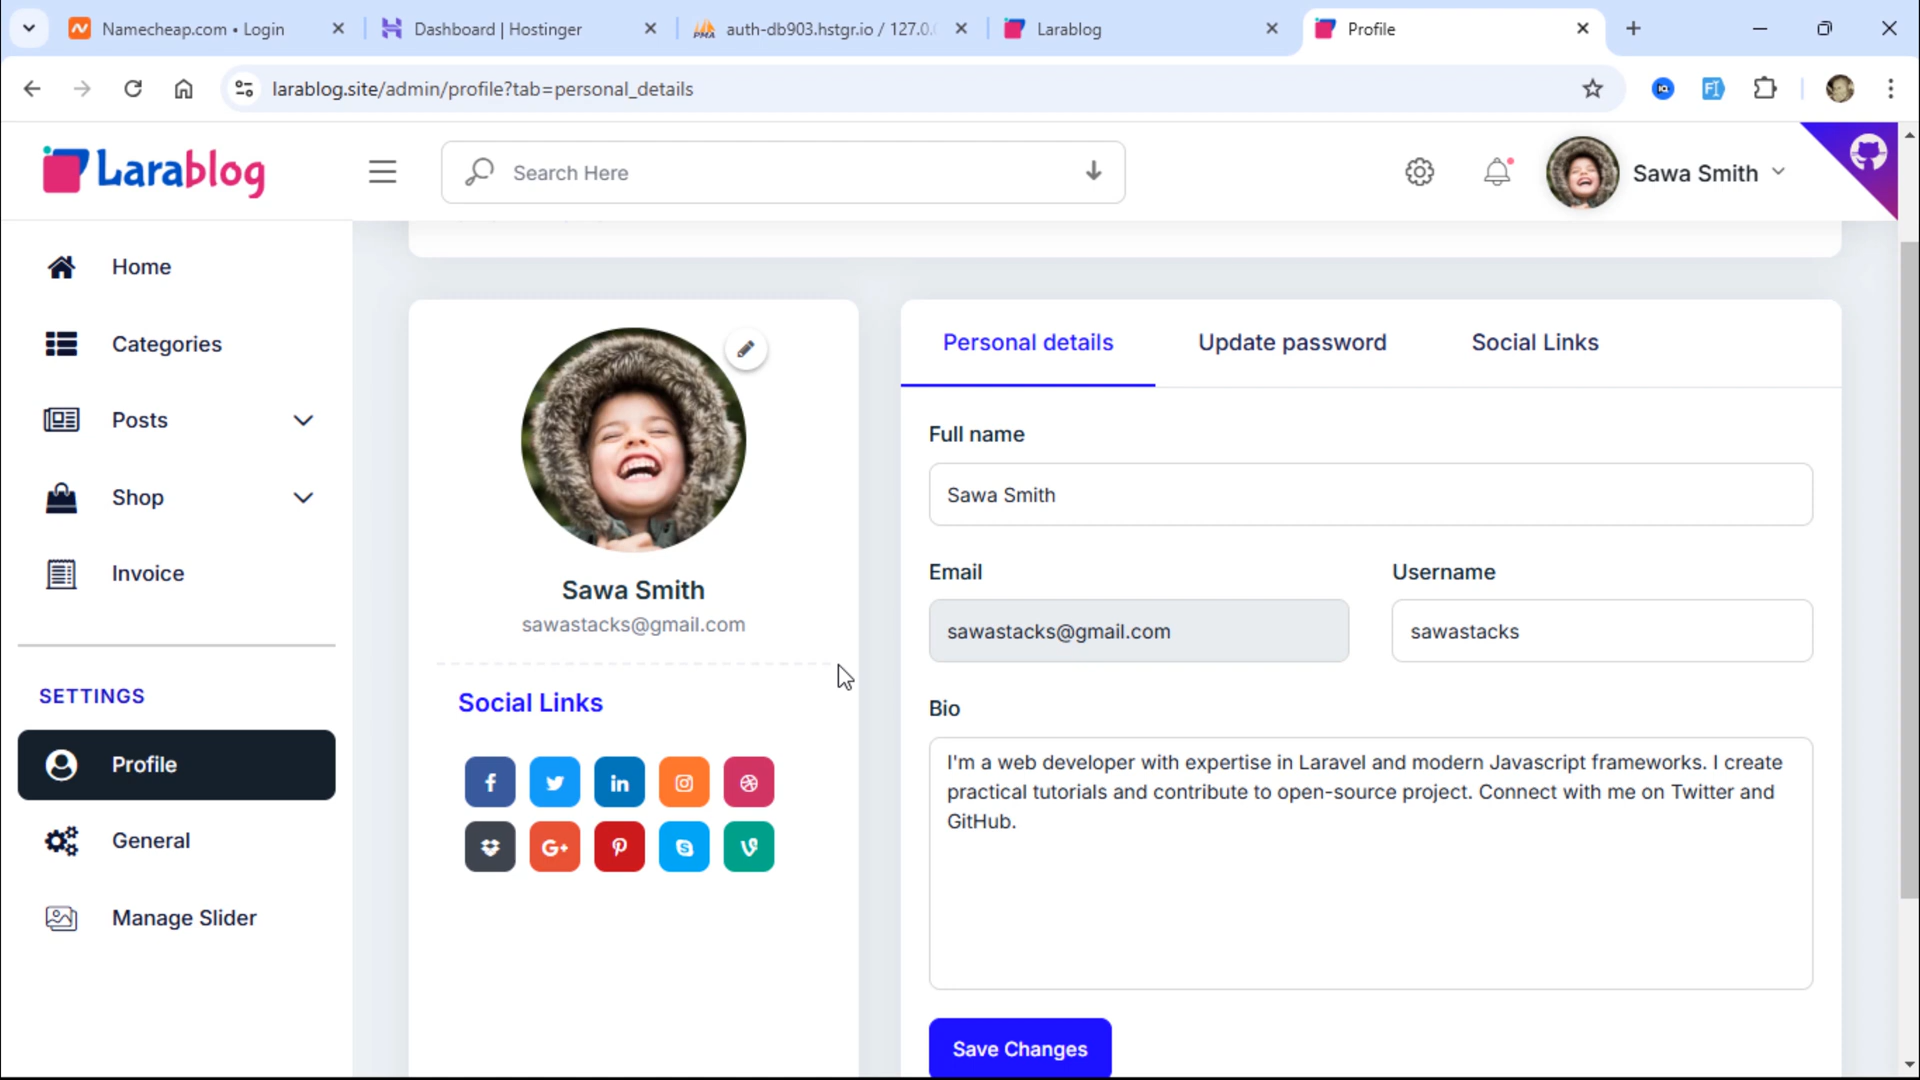 Namecheap.com • Login
Dashboard | Hostinger
auth-db903.hstgr.io / 127.0.
Larablog
Profile
larablog.site/admin/profile?tab=personal_details
Larablog
Search Here
Sawa Smith
Home
Categories
Posts
Shop
Invoice
SETTINGS
Profile
General
Manage Slider
Sawa Smith
sawastacks@gmail.com
Social Links
Personal details
Update password
Social Links
Full name
Sawa Smith
Email
Username
sawastacks@gmail.com
sawastacks
Bio
I'm a web developer with expertise in Laravel and modern Javascript frameworks. I create
practical tutorials and contribute to open-source project. Connect with me on Twitter and
GitHub.
Save Changes